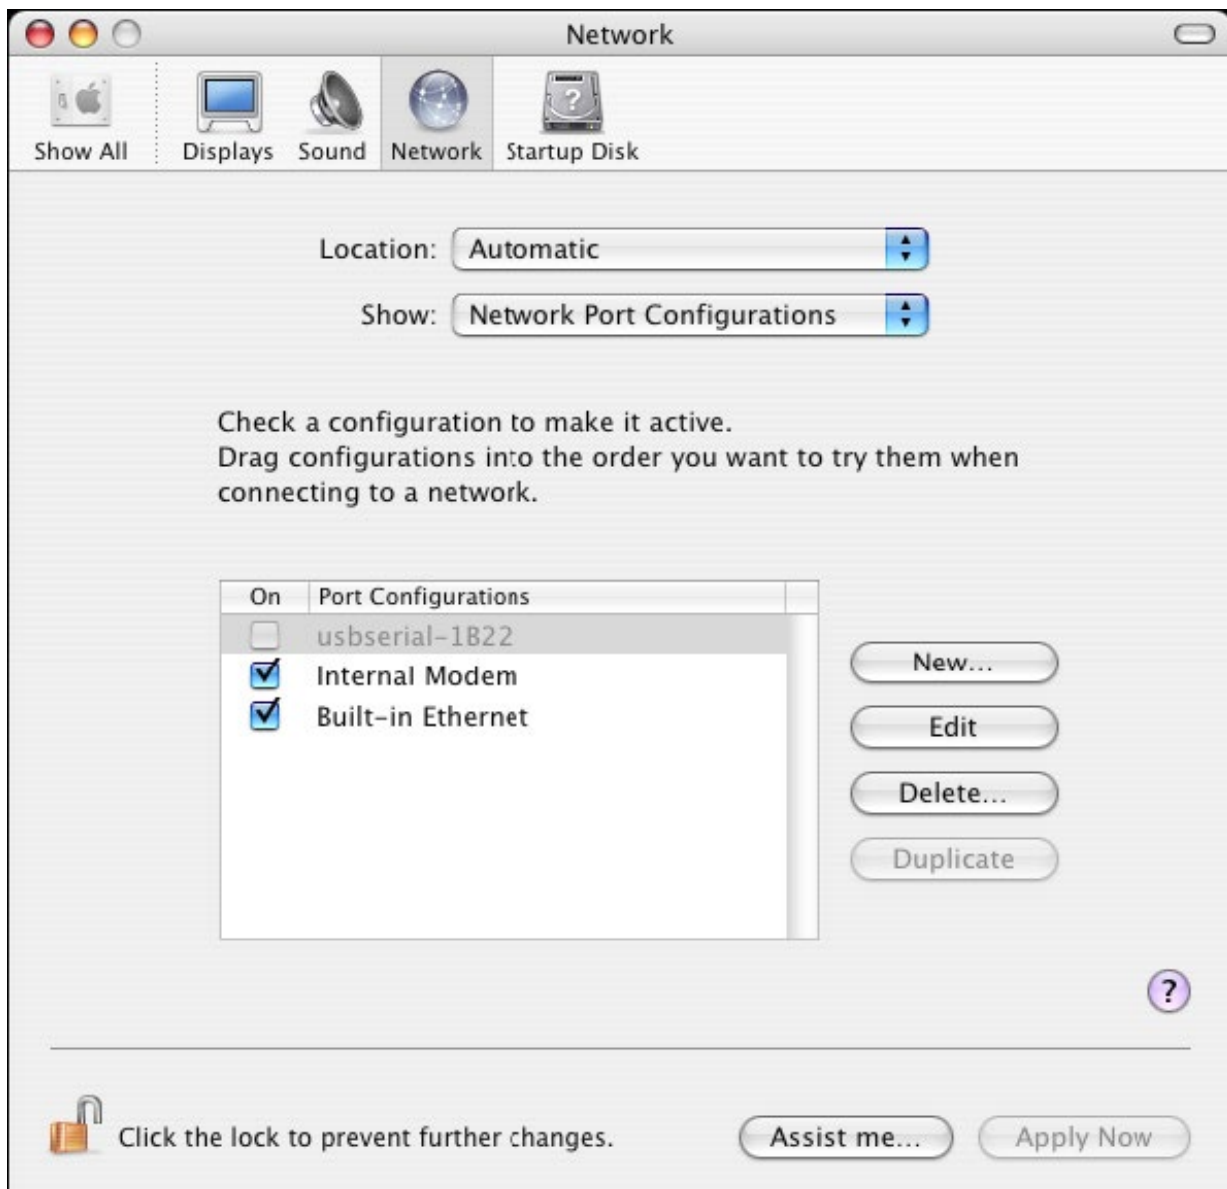 Network
Show All
Displays
Sound
Network
Startup Disk
Location: Automatic
Show: Network Port Configurations
Check a configuration to make it active.
Drag configurations into the order you want to try them when
connecting to a network.
On Port Configurations
usbserial-1B22
Internal Modem
Built-in Ethernet
New...
Edit
Delete...
Duplicate
?
Click the lock to prevent further changes.
Assist me...
Apply Now